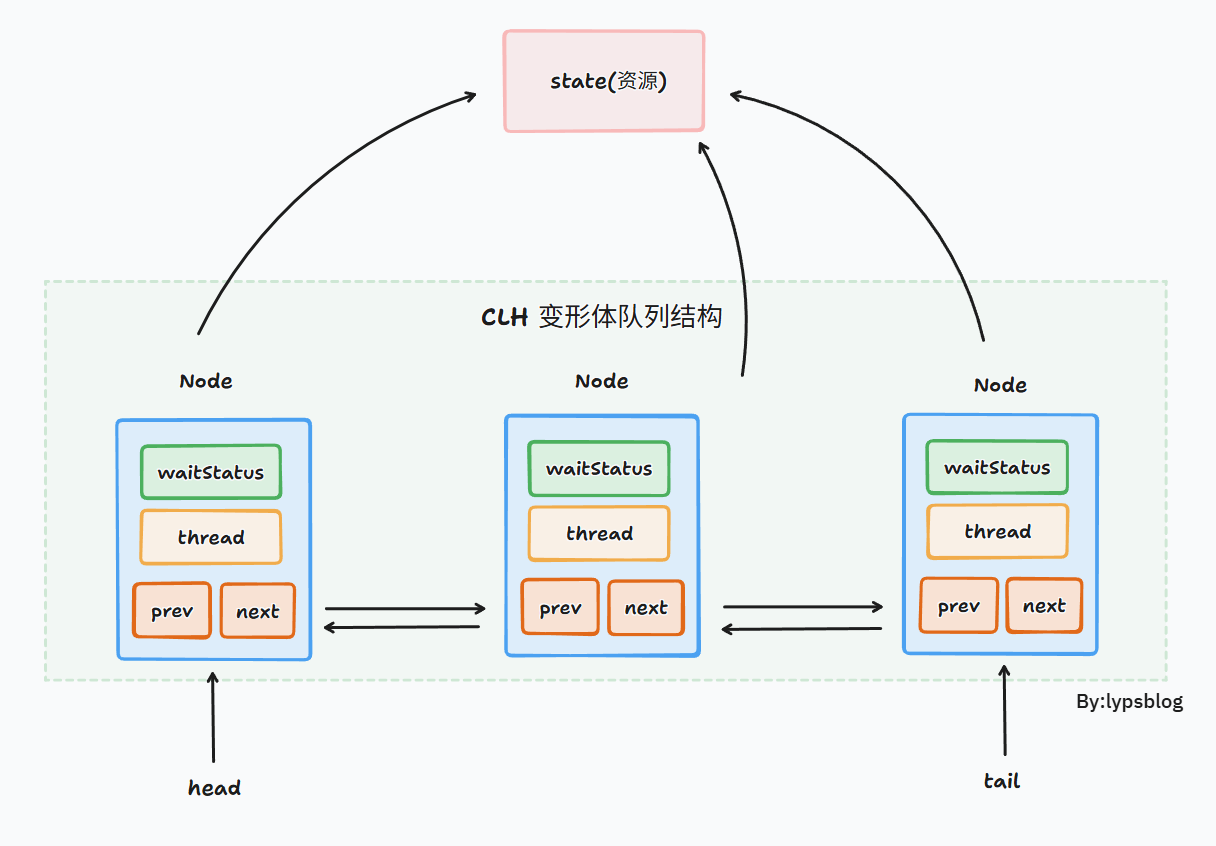 state(资源)
CLH 变形体队列结构
Node
Node
Node
waitStatus
thread
prev
next
waitStatus
thread
prev
next
waitStatus
thread
prev
next
By:lypsblog
head
tail